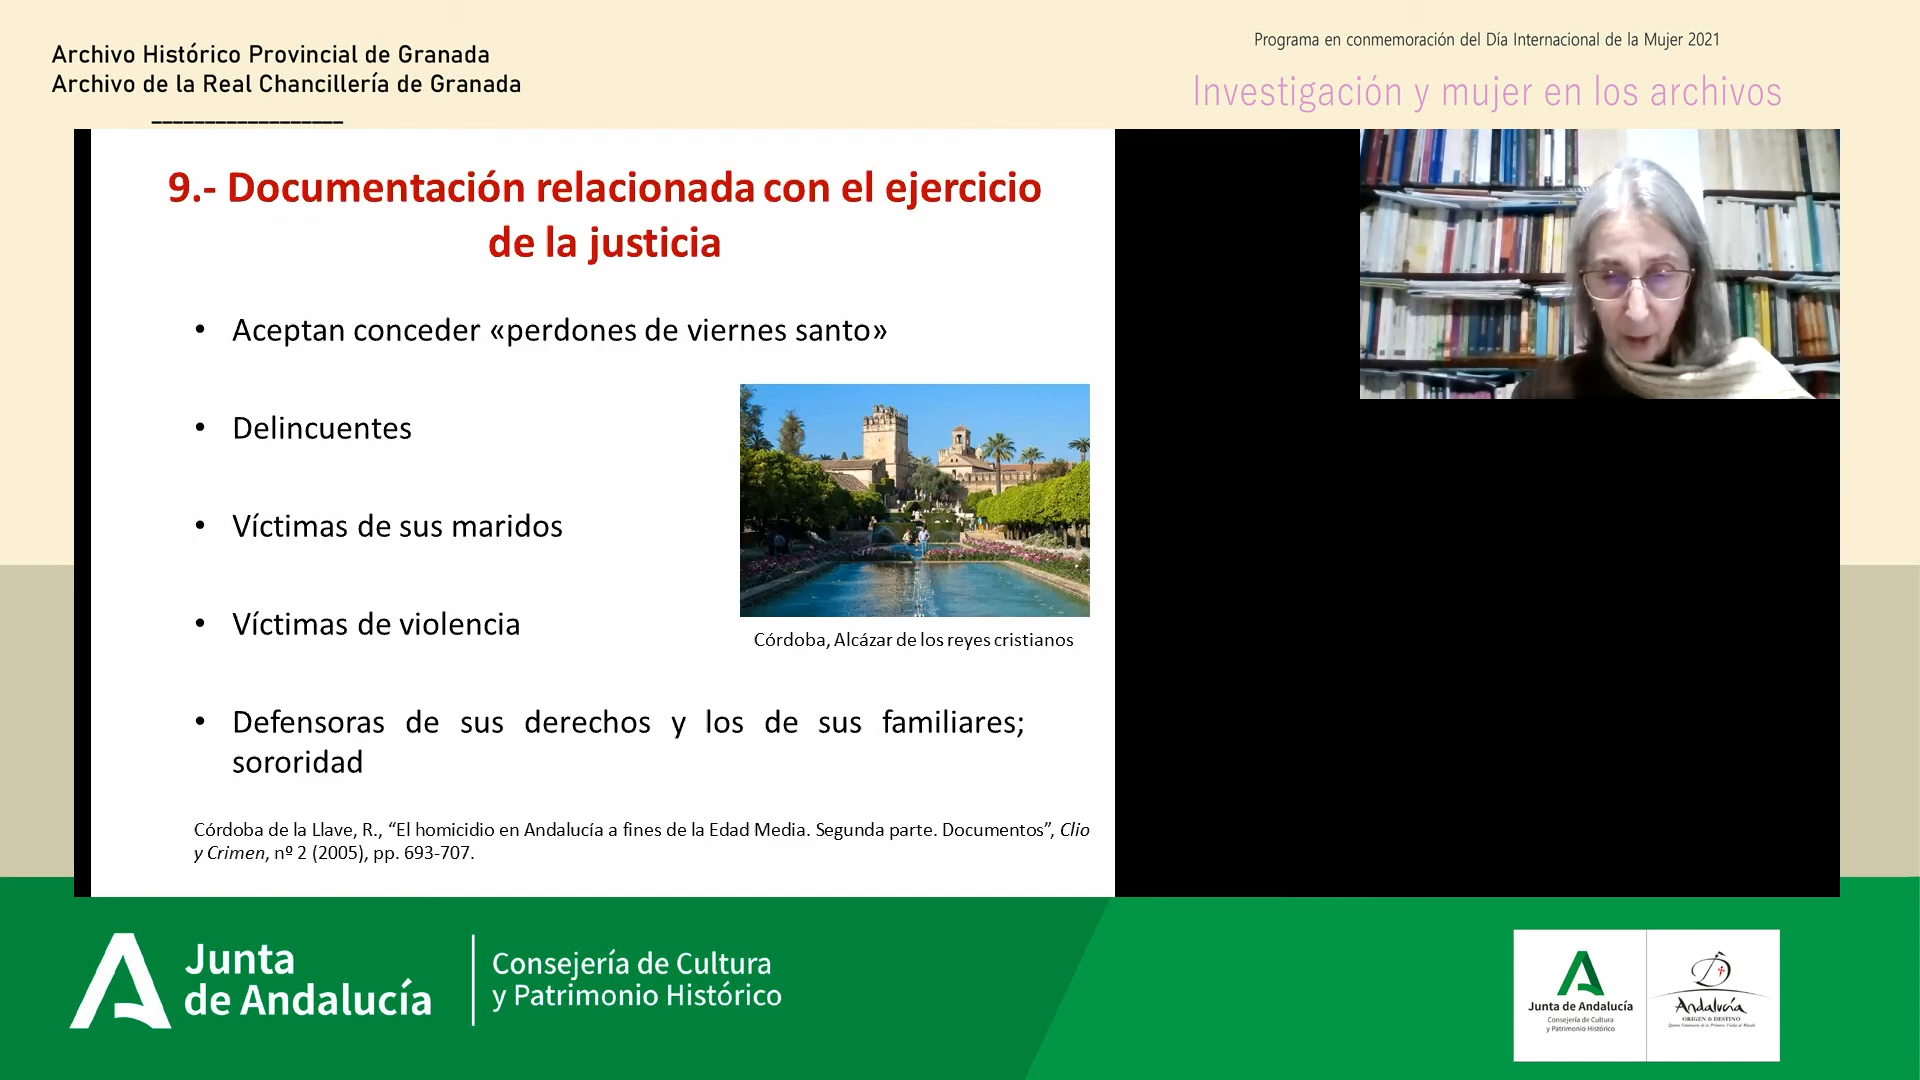 Archivo Histórico Provincial de Granada
Archivo de la Real Chancillería de Granada
Programa en conmemoración del Día Internacional de la Mujer 2021
Investigación y mujer en los archivos
9.- Documentación relacionada con el ejercicio
de la justicia
• Aceptan conceder «perdones de viernes santo»
• Delincuentes
• Víctimas de sus maridos
• Víctimas de violencia
Córdoba, Alcázar de los reyes cristianos
• Defensoras de sus derechos y los de sus familiares;
sororidad
Córdoba de la Llave, R., “El homicidio en Andalucía a fines de la Edad Media. Segunda parte. Documentos”, Clio
y Crimen, nº 2 (2005), pp. 693-707.
Junta
de Andalucía
Consejería de Cultura
y Patrimonio Histórico
Junta de Andalucía
Consejería de Cultura
y Patrimonio Histórico
Andalucía
ORIGEN & DESTINO